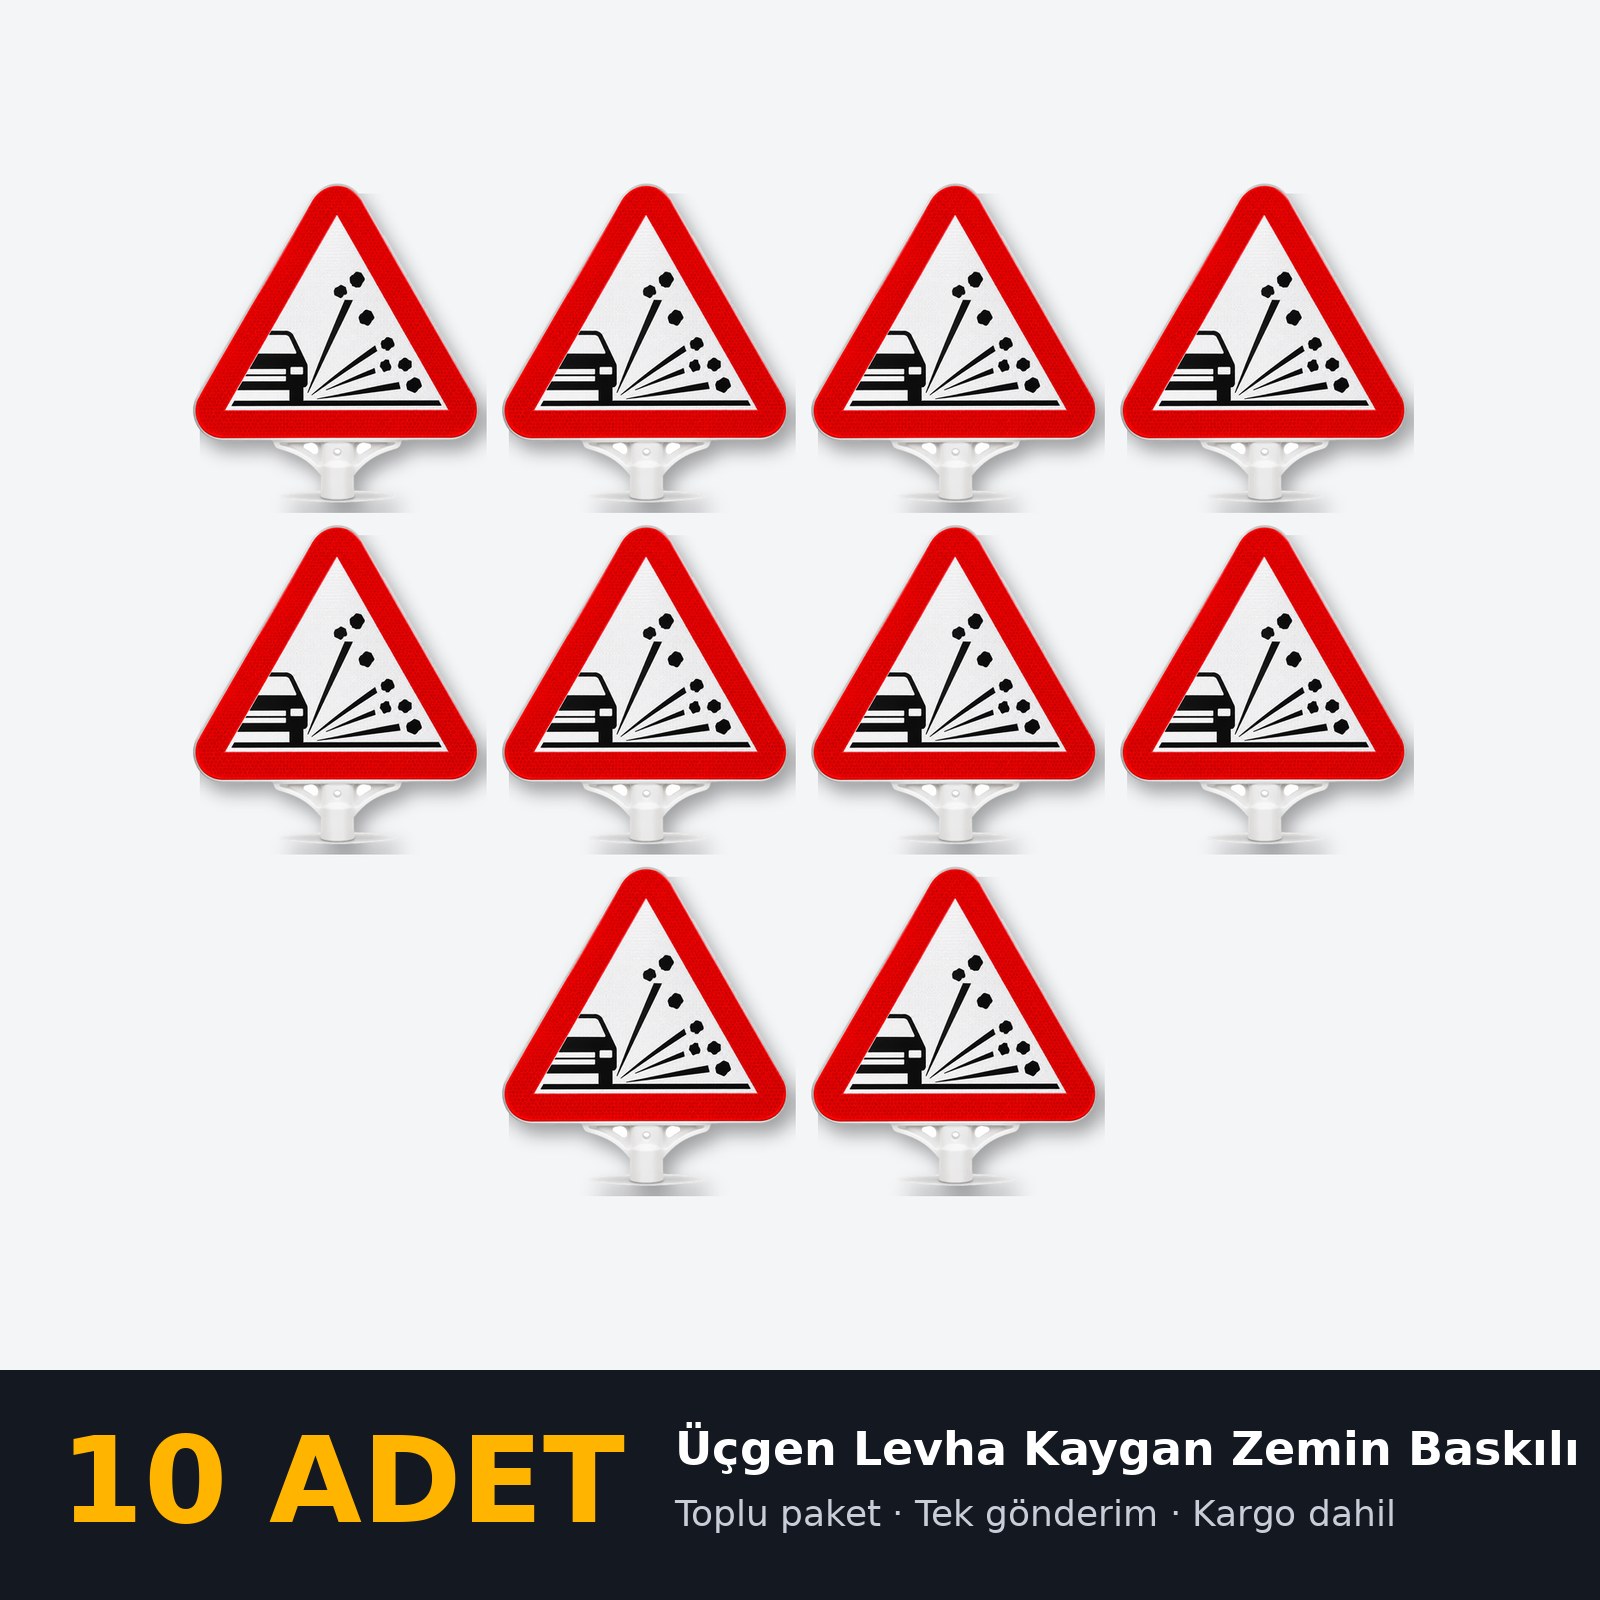 10 ADET
Üçgen Levha Kaygan Zemin Baskılı
Toplu paket · Tek gönderim · Kargo dahil